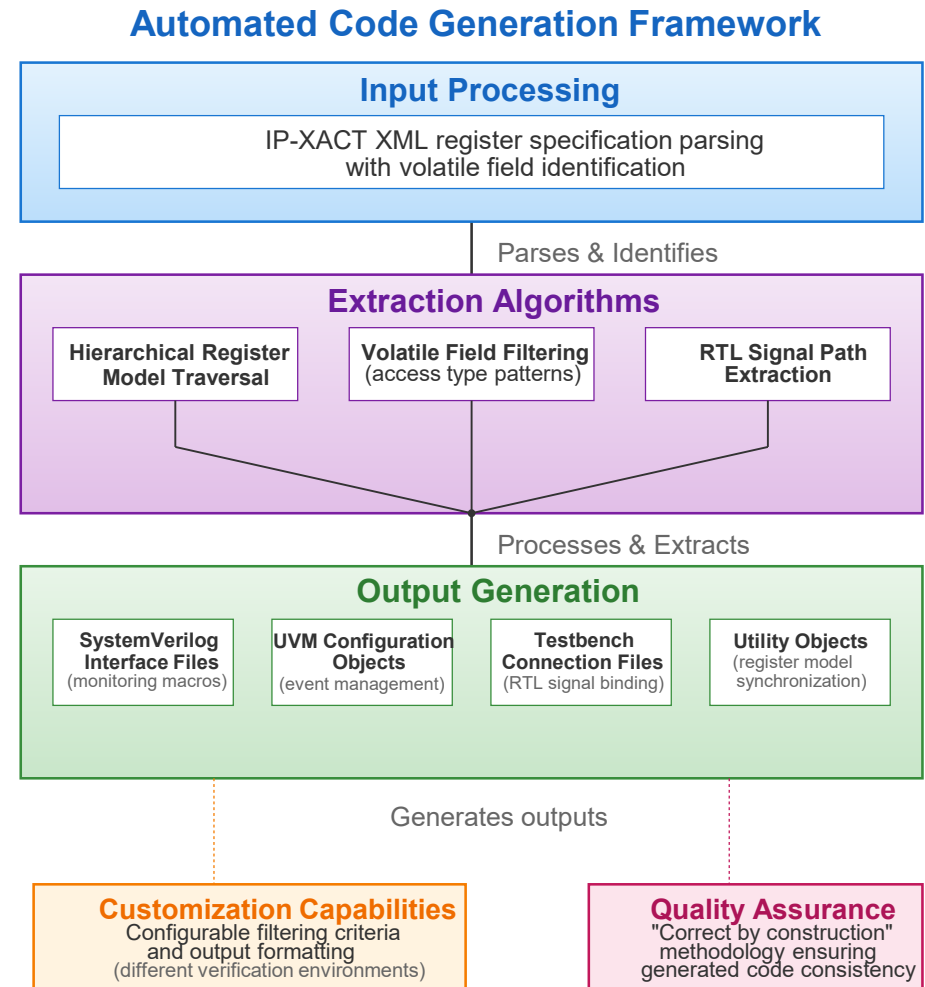 Automated Code Generation Framework
Input Processing
IP-XACT XML register specification parsing
with volatile field identification
Parses & Identifies
Extraction Algorithms
Hierarchical Register
Model Traversal
Volatile Field Filtering
(access type patterns)
RTL Signal Path
Extraction
Processes & Extracts
Output Generation
SystemVerilog
Interface Files
(monitoring macros)
UVM Configuration
Objects
(event management)
Testbench
Connection Files
(RTL signal binding)
Utility Objects
(register model
synchronization)
Generates outputs
Customization Capabilities
Configurable filtering criteria
and output formatting
(different verification environments)
Quality Assurance
"Correct by construction"
methodology ensuring
generated code consistency